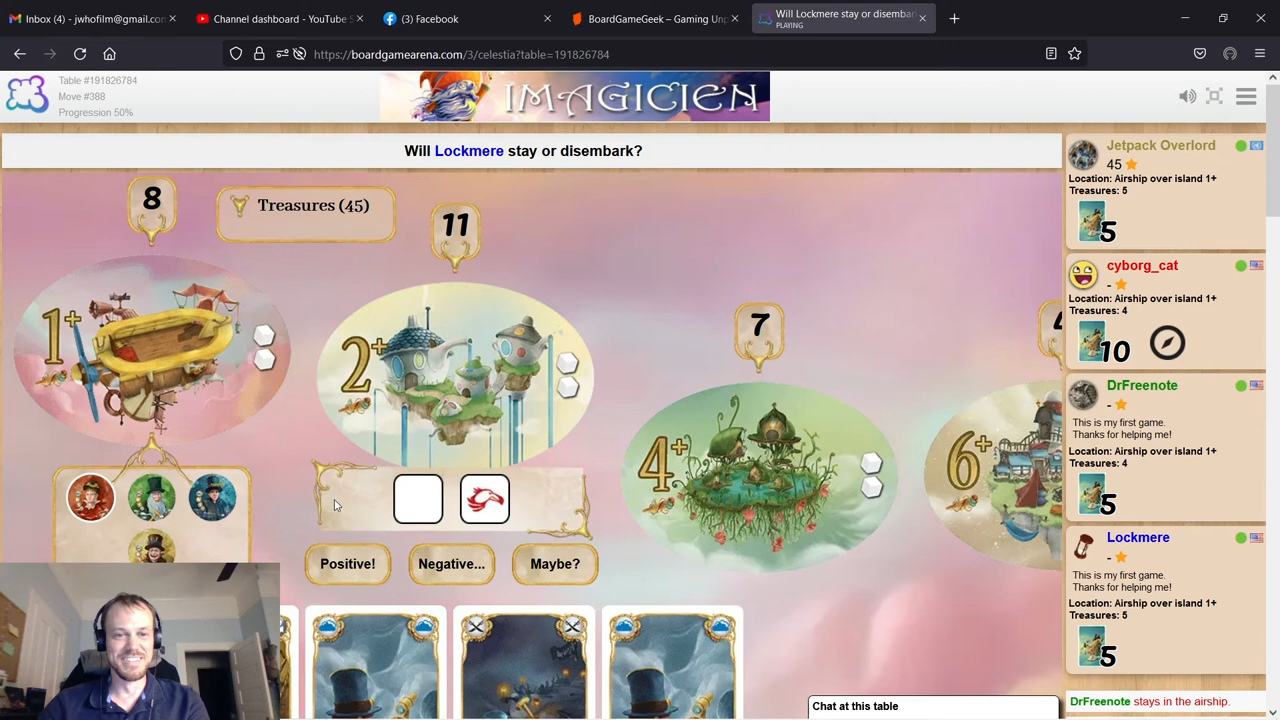 Inbox (4) - jwhofilm@gmail.com
Channel dashboard - YouTube S
(3) Facebook
BoardGameGeek – Gaming Unp
Will Lockmere stay or disembar
PLAYING
https://boardgamearena.com/3/celestia?table=191826784
Table #191826784
Move #388
Progression 50%
IMAGICIEN
Will Lockmere stay or disembark?
8
Treasures (45)
11
7
4
1+
2+
4+
6+
Positive!
Negative...
Maybe?
Jetpack Overlord
45
Location: Airship over island 1+
Treasures: 5
5
cyborg_cat
-
Location: Airship over island 1+
Treasures: 4
10
DrFreenote
-
This is my first game.
Thanks for helping me!
Location: Airship over island 1+
Treasures: 4
5
Lockmere
-
This is my first game.
Thanks for helping me!
Location: Airship over island 1+
Treasures: 5
5
DrFreenote stays in the airship.
Chat at this table